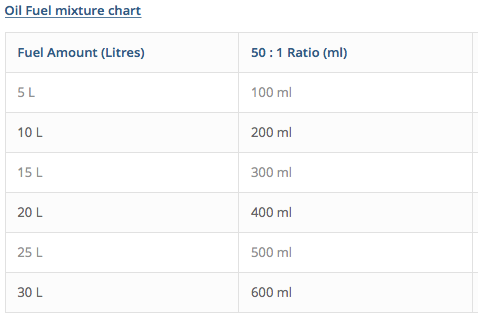 Oil Fuel mixture chart
Fuel Amount (Litres) 50 : 1 Ratio (ml)
5 L 100 ml
10 L 200 ml
15 L 300 ml
20 L 400 ml
25 L 500 ml
30 L 600 ml